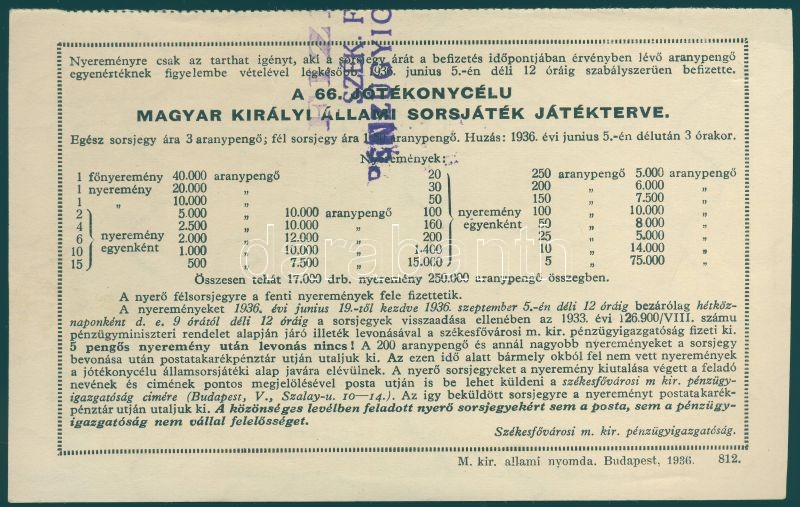 Nyereményre csak az tarthat igényt, aki a sorsjegy árát a befizetés időpontjában érvényben lévő aranypengő
egyenértéknek figyelembe vételével legkésőbb 1936. junius 5.-én déli 12 óráig szabályszerüen befizette.
A 66. JÓTÉKONYCÉLU
MAGYAR KIRÁLYI ÁLLAMI SORSJÁTÉK JÁTÉKTERVE.
Egész sorsjegy ára 3 aranypengő; fél sorsjegy ára aranypengő. Huzás: 1936. évi junius 5.-én délután 3 órakor.
Nyeremények:
1 főnyeremény 40.000 aranypengő 20 250 aranypengő 5.000 aranypengő
1 nyeremény 20.000 „ 30 200 „ 6.000 „
1 „ 10.000 „ 50 150 „ 7.500 „
2 5.000 „ 10.000 aranypengő 100 nyeremény 100 „ 10.000 „
4 nyeremény 2.500 „ 10.000 „ 160 egyenként 50 „ 8.000 „
6 egyenként 2.000 „ 12.000 „ 200 25 „ 5.000 „
10 1.000 „ 10.000 „ 1.400 10 „ 14.000 „
15 500 „ 7.500 „ 15.000 5 „ 75.000 „
Összesen tehát 17.000 drb. nyeremény 250.000 aranypengő összegben.
A nyerő félsorsjegyre a fenti nyeremények fele fizettetik.
A nyereményeket 1936. évi junius 19.-től kezdve 1936. szeptember 5.-én déli 12 óráig bezárólag hétköz-
naponként d. e. 9 órától déli 12 óráig a sorsjegyek visszaadása ellenében az 1933. évi 126.900/VIII. számu
pénzügyminiszteri rendelet alapján járó illeték levonásával a székesfővárosi m. kir. pénzügyigazgatóság fizeti ki.
5 pengős nyeremény után levonás nincs! A 200 aranypengő és annál nagyobb nyereményeket a sorsjegy
bevonása után postatakarékpénztár utján utaljuk ki. Az ezen idő alatt bármely okból fel nem vett nyeremények
a jótékonycélu államsorsjátéki alap javára elévülnek. A nyerő sorsjegyeket a nyeremény kiutalása végett a feladó
nevének és cimének pontos megjelölésével posta utján is be lehet küldeni a székesfővárosi m kir. pénzügy-
igazgatóság cimére (Budapest, V., Szalay-u. 10—14.). Az igy beküldött sorsjegyre a nyereményt postatakarék-
pénztár utján utaljuk ki. A közönséges levélben feladott nyerő sorsjegyekért sem a posta, sem a pénzügy-
igazgatóság nem vállal felelősséget.
Székesfővárosi m. kir. pénzügyigazgatóság.
M. kir. allami nyomda. Budapest, 1936. 812.
SZÉK. F
darabanth